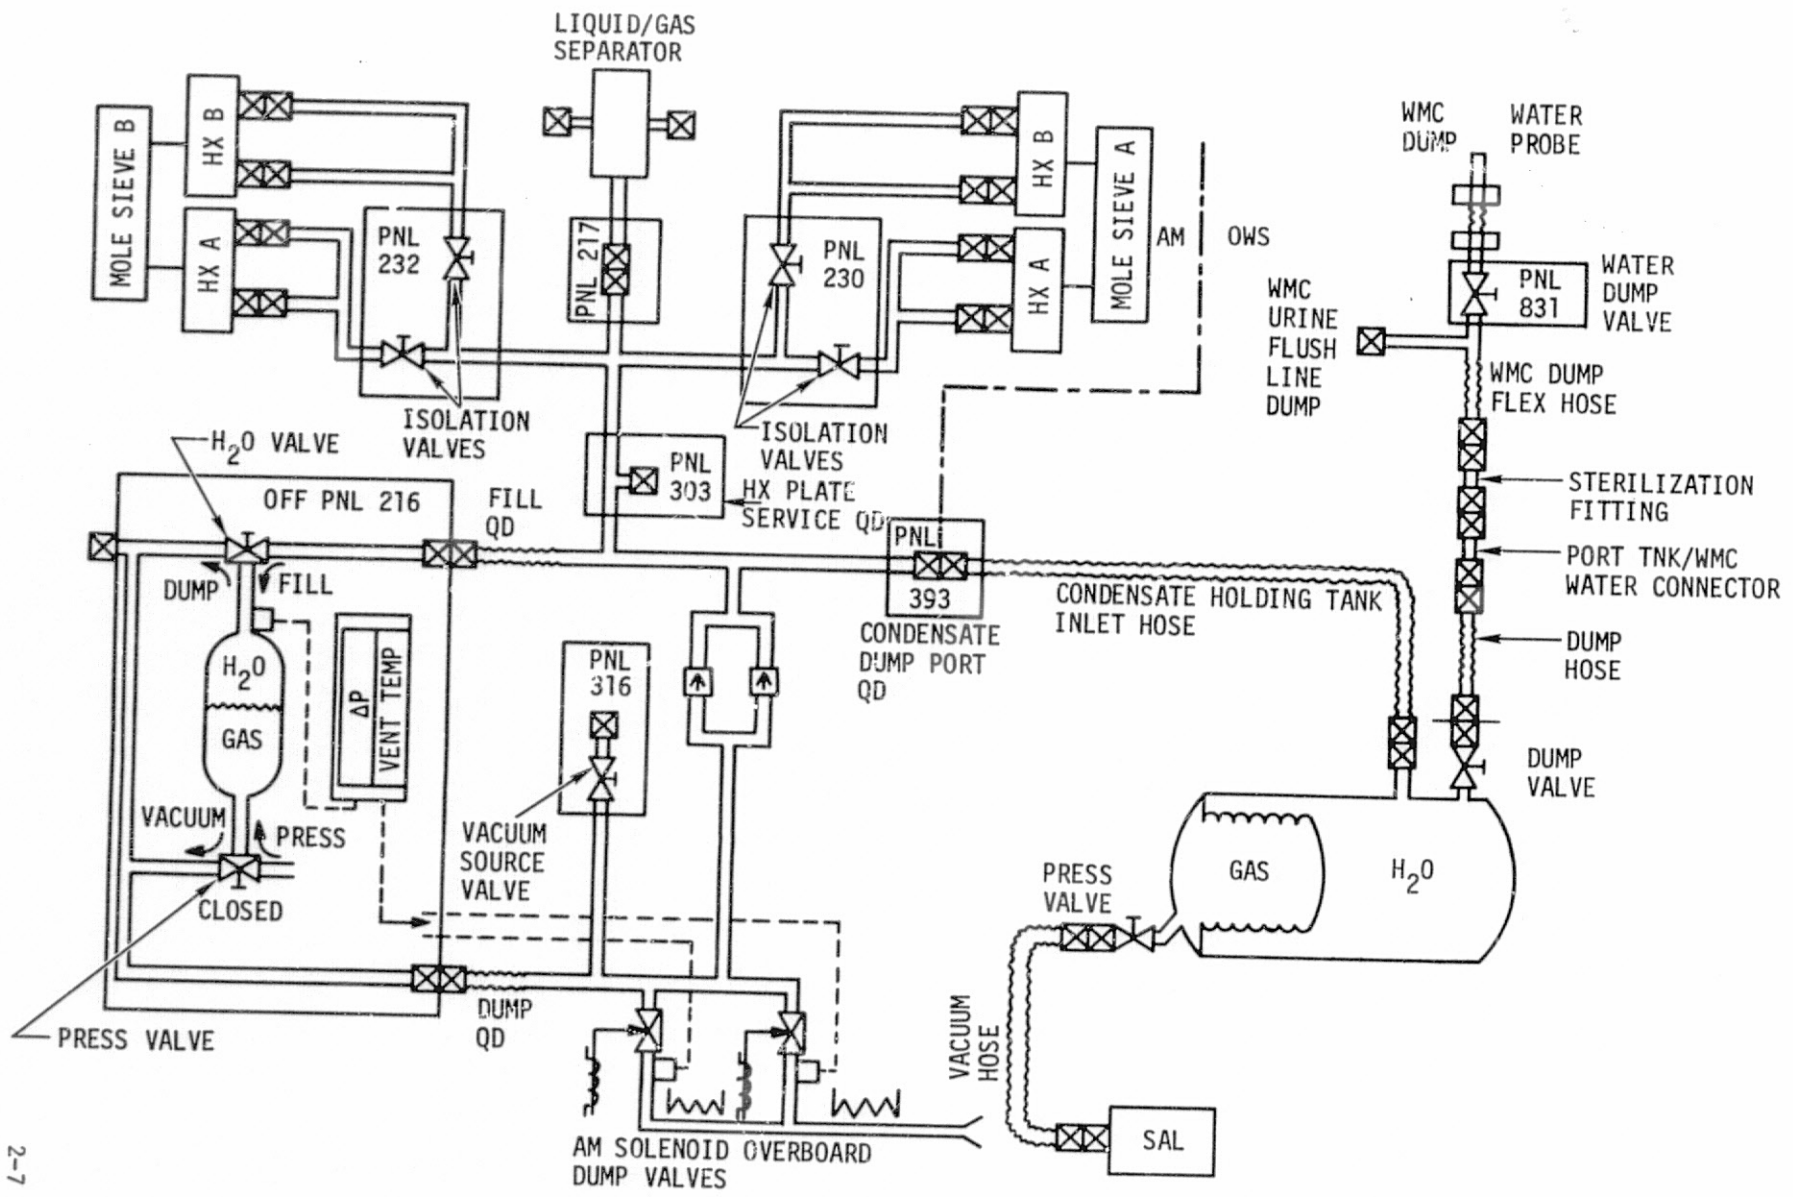 LIQUID/GAS
SEPARATOR
MOLE SIEVE B
HX B
HX A
PNL
232
PNL 217
PNL
230
HX B
HX A
MOLE SIEVE A
AM
OWS
WMC
DUMP
WATER
PROBE
PNL
831
WATER
DUMP
VALVE
WMC
URINE
FLUSH
LINE
DUMP
WMC DUMP
FLEX HOSE
ISOLATION
VALVES
ISOLATION
VALVES
H2O VALVE
OFF PNL 216
FILL
QD
PNL
303
HX PLATE
SERVICE QD
PNL
393
STERILIZATION
FITTING
PORT TNK/WMC
WATER CONNECTOR
DUMP
FILL
CONDENSATE HOLDING TANK
INLET HOSE
CONDENSATE
DUMP PORT
QD
DUMP
HOSE
H2O
GAS
ΔP
VENT TEMP
PNL
316
DUMP
VALVE
VACUUM
PRESS
VACUUM
SOURCE
VALVE
CLOSED
PRESS
VALVE
GAS
H2O
PRESS VALVE
DUMP
QD
VACUUM
HOSE
AM SOLENOID OVERBOARD
DUMP VALVES
SAL
2-7